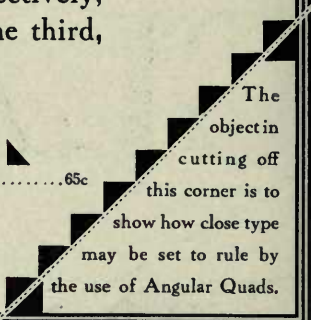 ectively,
ne third,
........65c
The
object in
cutting off
this corner is to
show how close type
may be set to rule by
the use of Angular Quads.